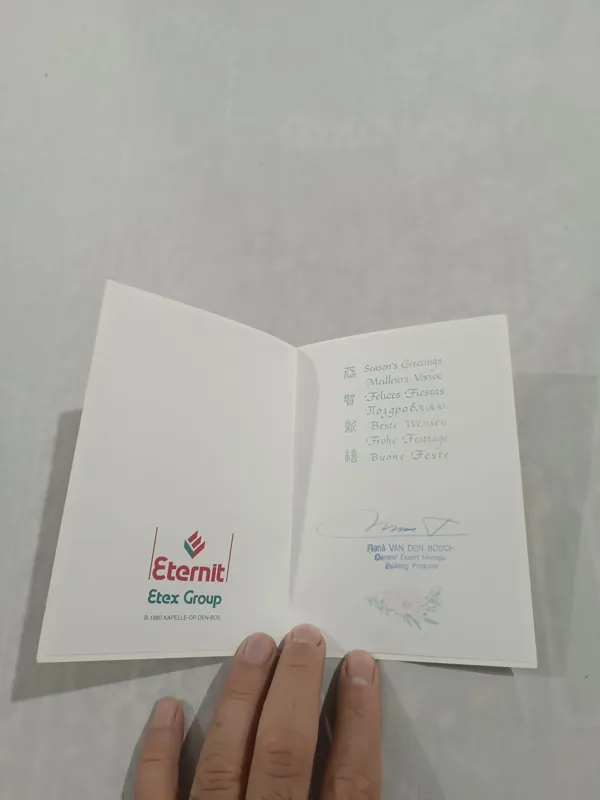 Eternit
Etex Group
B-1880 KAPELLE-OP-DEN-BOS
Season's Greetings
Meilleurs Voeux
Felices Fiestas
Поздравляю
Beste Wensen
Frohe Festtage
Buone Feste
René VAN DEN BOSCH
General Export Manager
Building Products